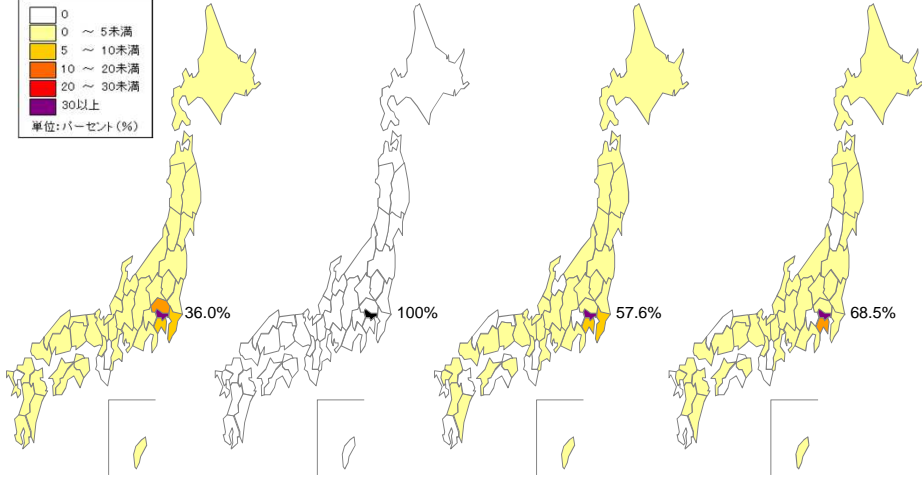 0
0 ～ 5未満
5 ～ 10未満
10 ～ 20未満
20 ～ 30未満
30以上
単位:パーセント(%)
36.0%
100%
57.6%
68.5%